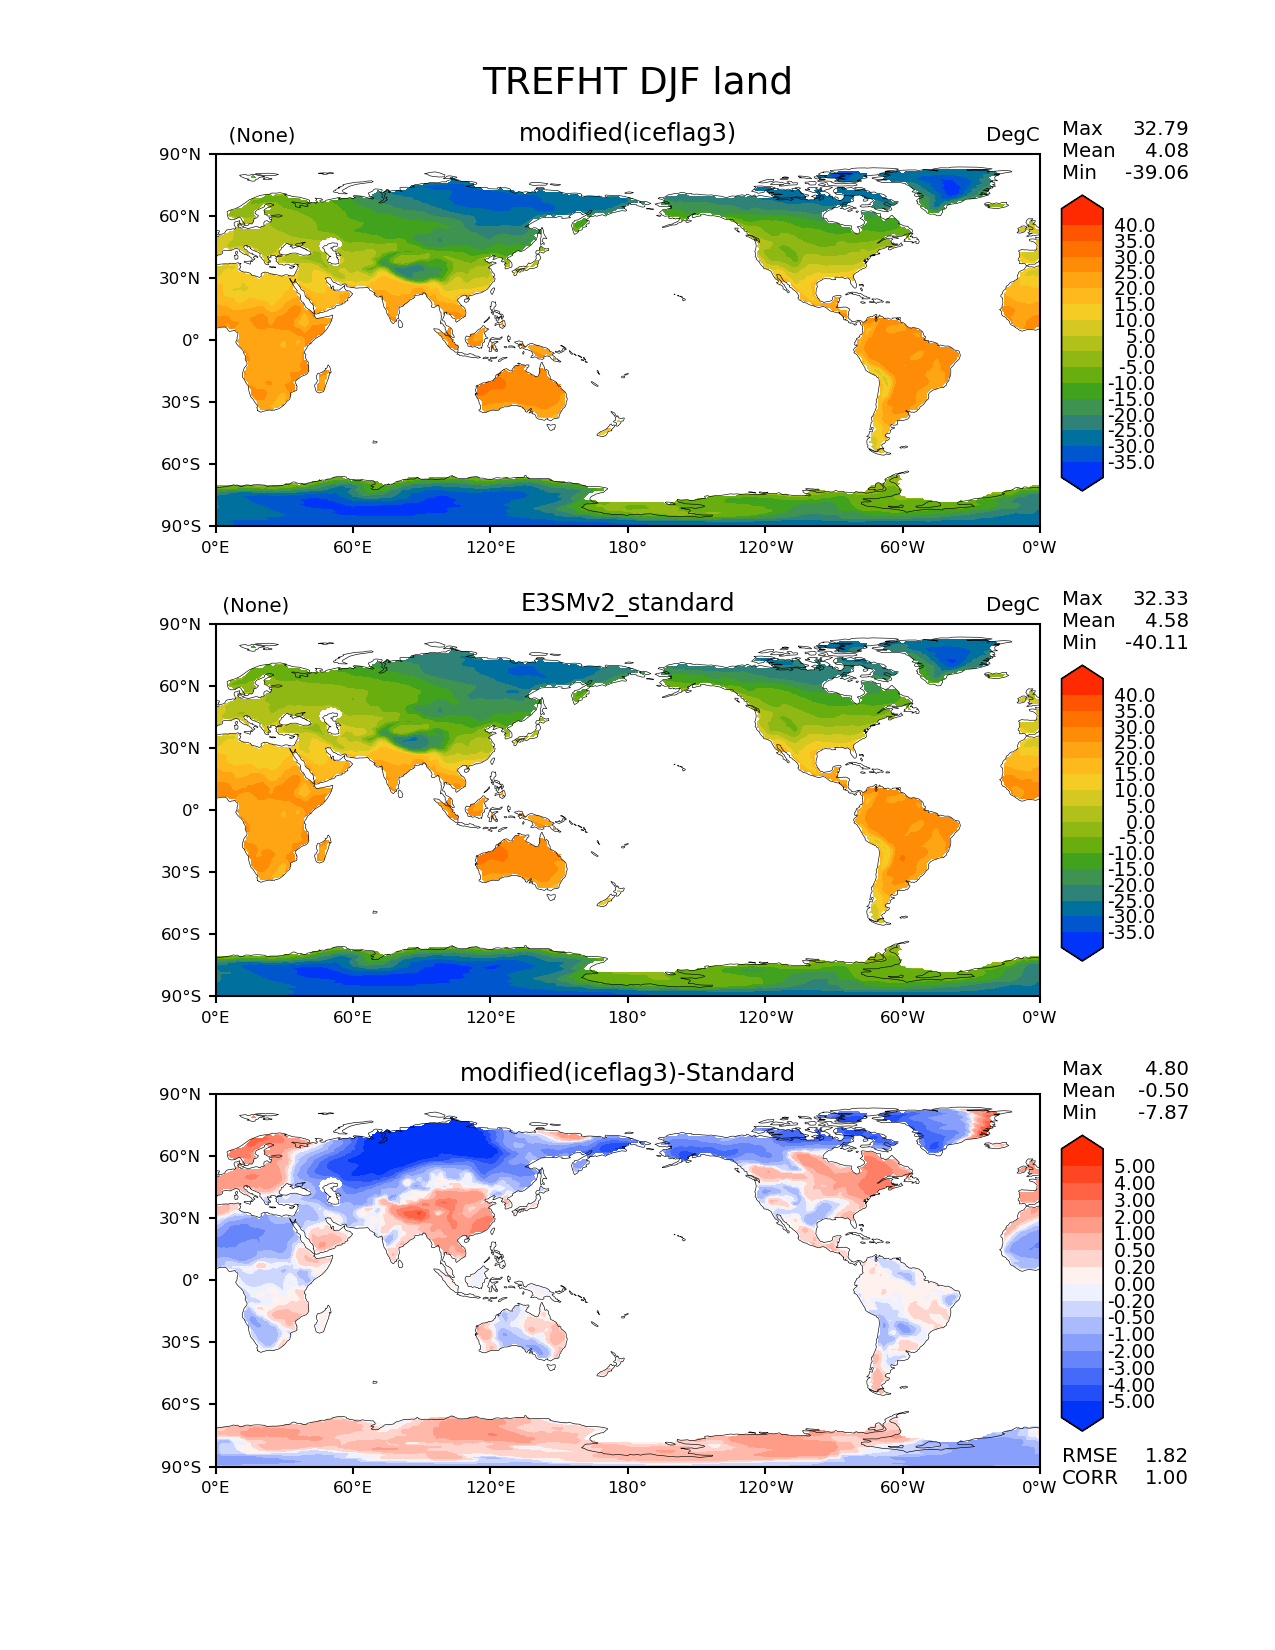 TREFHT DJF land
(None) modified(iceflag3) DegC
Max 32.79
Mean 4.08
Min -39.06
90°N
60°N
30°N
0°
30°S
60°S
90°S
0°E 60°E 120°E 180° 120°W 60°W 0°W
40.0
35.0
30.0
25.0
20.0
15.0
10.0
5.0
0.0
-5.0
-10.0
-15.0
-20.0
-25.0
-30.0
-35.0
(None) E3SMv2_standard DegC
Max 32.33
Mean 4.58
Min -40.11
90°N
60°N
30°N
0°
30°S
60°S
90°S
0°E 60°E 120°E 180° 120°W 60°W 0°W
40.0
35.0
30.0
25.0
20.0
15.0
10.0
5.0
0.0
-5.0
-10.0
-15.0
-20.0
-25.0
-30.0
-35.0
modified(iceflag3)-Standard
Max 4.80
Mean -0.50
Min -7.87
90°N
60°N
30°N
0°
30°S
60°S
90°S
0°E 60°E 120°E 180° 120°W 60°W 0°W
5.00
4.00
3.00
2.00
1.00
0.50
0.20
0.00
-0.20
-0.50
-1.00
-2.00
-3.00
-4.00
-5.00
RMSE 1.82
CORR 1.00